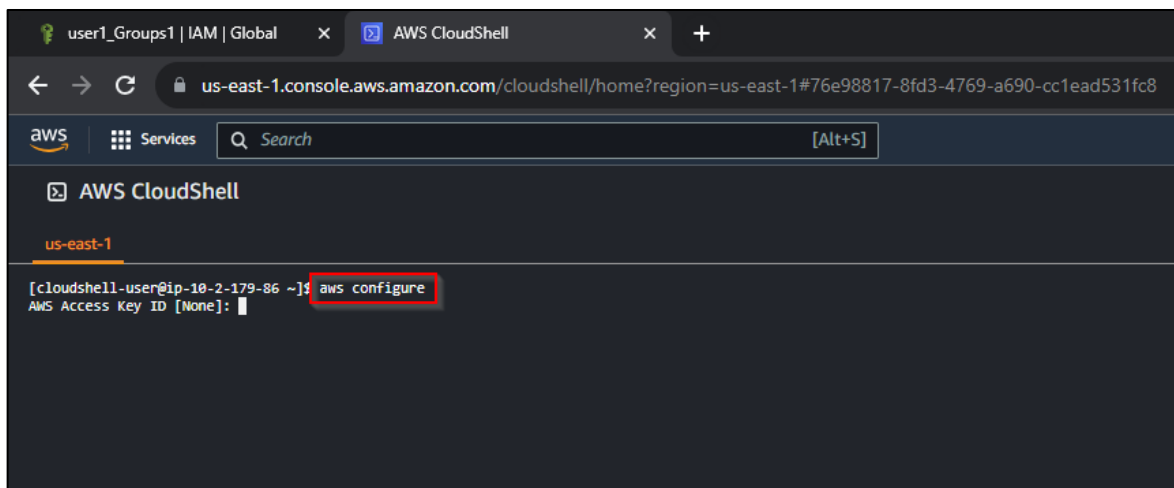 user1_Groups1 | IAM | Global
AWS CloudShell
us-east-1.console.aws.amazon.com/cloudshell/home?region=us-east-1#76e98817-8fd3-4769-a690-cc1ead531fc8
aws Services Search [Alt+S]
AWS CloudShell
us-east-1
[cloudshell-user@ip-10-2-179-86 ~]$ aws configure
AWS Access Key ID [None]: